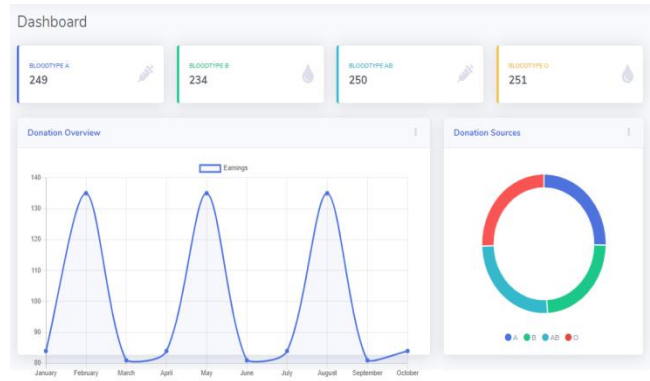 Dashboard
BLOODTYPE A
249
BLOODTYPE B
234
BLOODTYPE AB
250
BLOODTYPE O
251
Donation Overview
Earnings
140
130
120
110
100
90
80
January February March April May June July August September October
Donation Sources
A B AB O